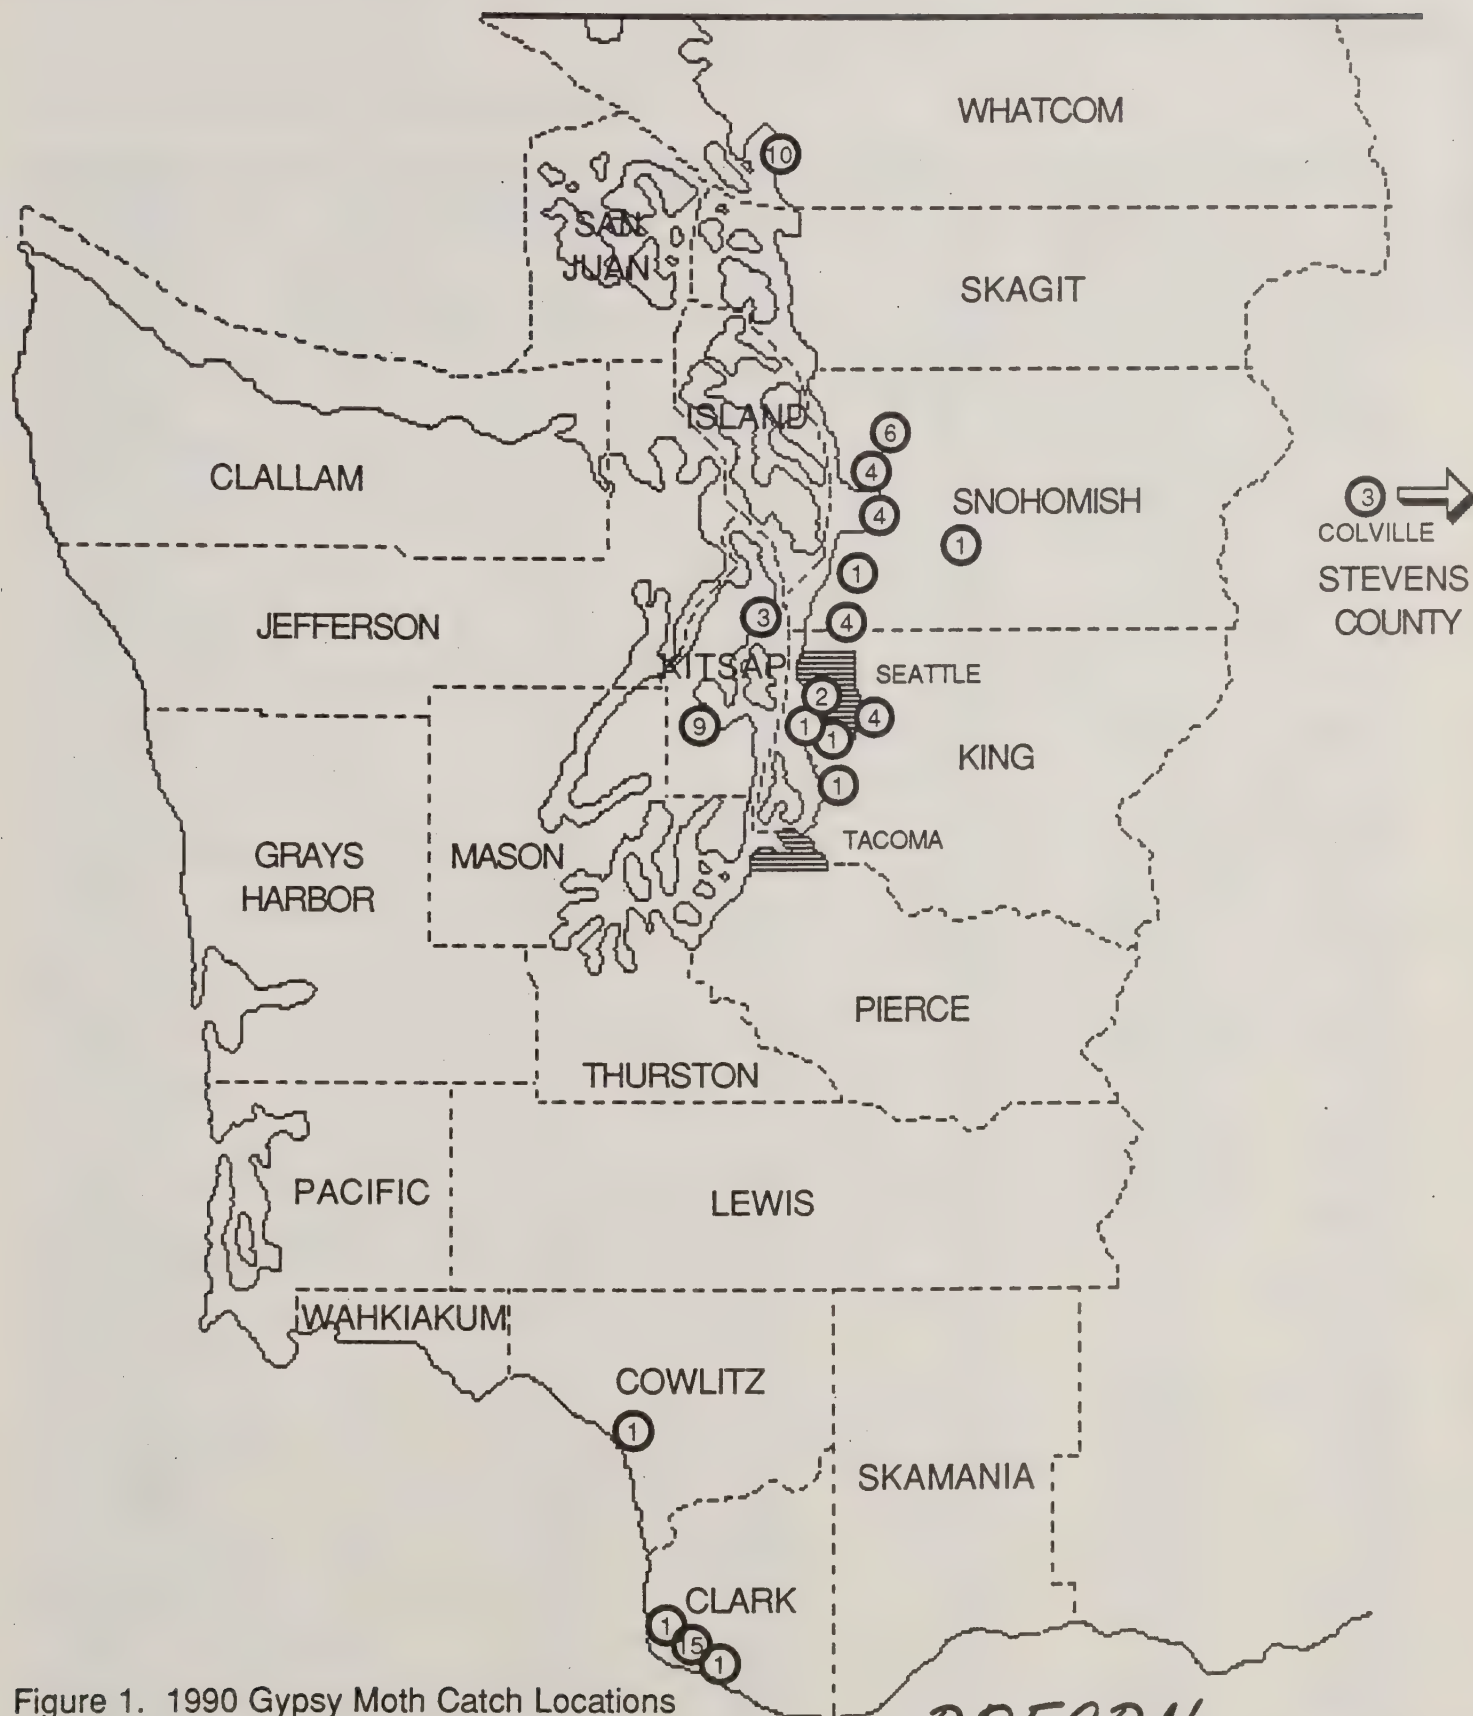 WHATCOM
10
SAN
JUAN
SKAGIT
ISLAND
6
4
CLALLAM
SNOHOMISH
3
4
COLVILLE
1
STEVENS
1
COUNTY
3
4
JEFFERSON
KITSAP
SEATTLE
2
9
1
4
1
KING
1
TACOMA
GRAYS
HARBOR
MASON
PIERCE
THURSTON
PACIFIC
LEWIS
WAHKIAKUM
COWLITZ
1
SKAMANIA
CLARK
1
15
1
Figure 1. 1990 Gypsy Moth Catch Locations
OREGON